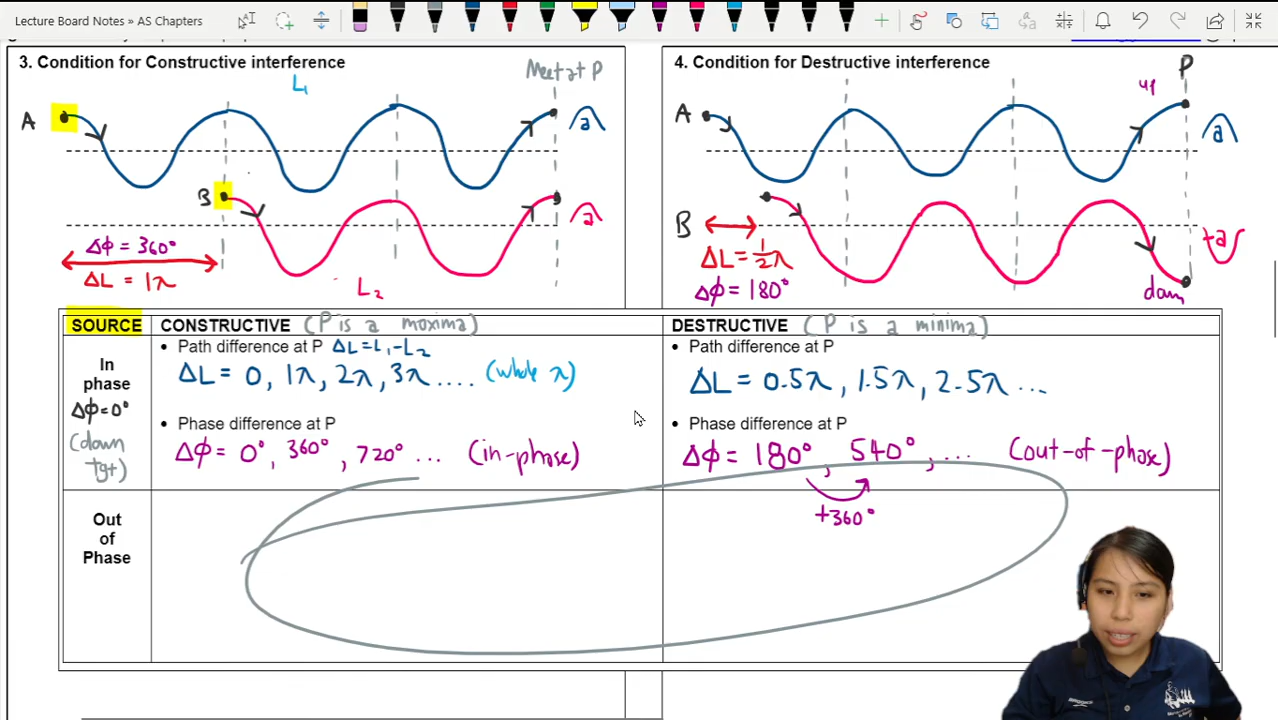 Lecture Board Notes » AS Chapters
3. Condition for Constructive interference
L₁
Meet at P
A
a
B
a
Δϕ = 360°
ΔL = 1λ
L₂
4. Condition for Destructive interference
P
up
A
a
B
ΔL = ½λ
Δϕ = 180°
down
SOURCE
CONSTRUCTIVE (P is a maxima)
DESTRUCTIVE (P is a minima)
In
phase
Δϕ=0°
(down
tgt)
• Path difference at P ΔL=L₁-L₂
ΔL = 0, 1λ, 2λ, 3λ .... (whole λ)
• Phase difference at P
Δϕ = 0°, 360°, 720° ... (in-phase)
• Path difference at P
ΔL = 0.5λ, 1.5λ, 2.5λ ...
• Phase difference at P
Δϕ = 180°, 540°, ... (out-of-phase)
+360°
Out
of
Phase